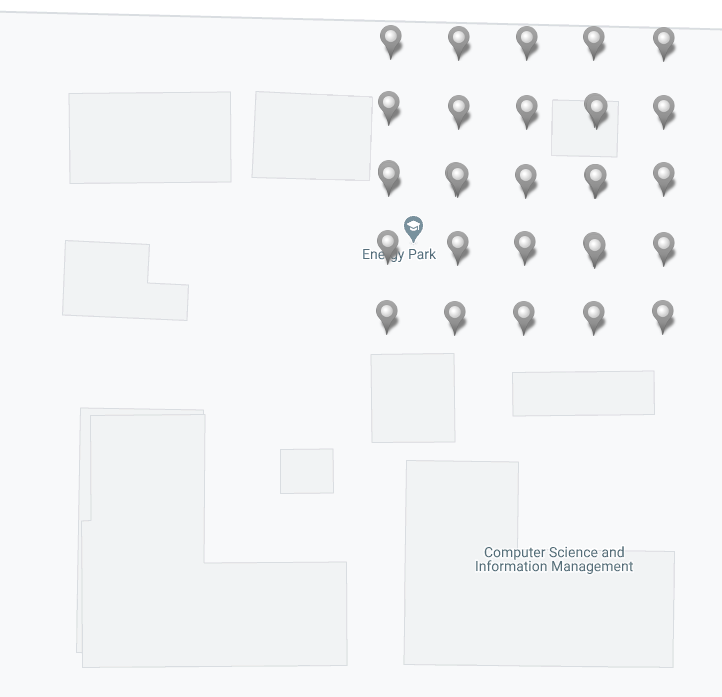 Energy Park
Computer Science and
Information Management